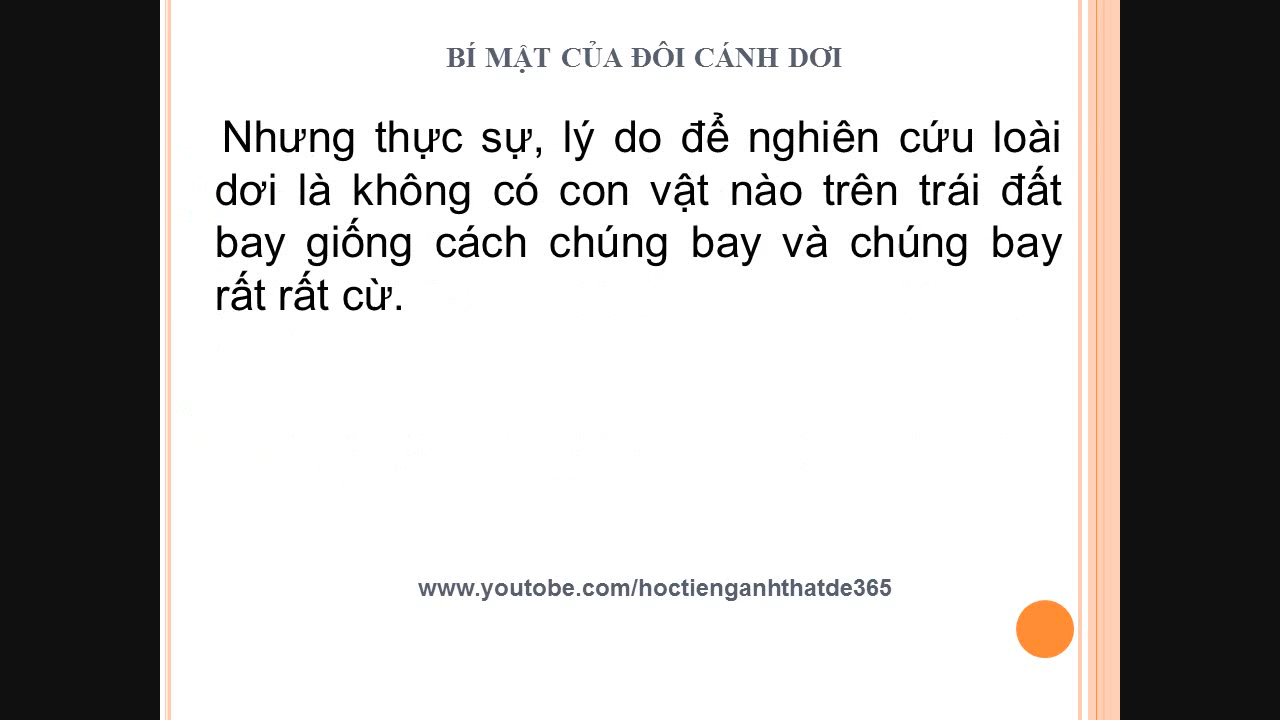 BÍ MẬT CỦA ĐÔI CÁNH DƠI
Nhưng thực sự, lý do để nghiên cứu loài
dơi là không có con vật nào trên trái đất
bay giống cách chúng bay và chúng bay
rất rất cừ.
www.youtobe.com/hoctienganhthatde365